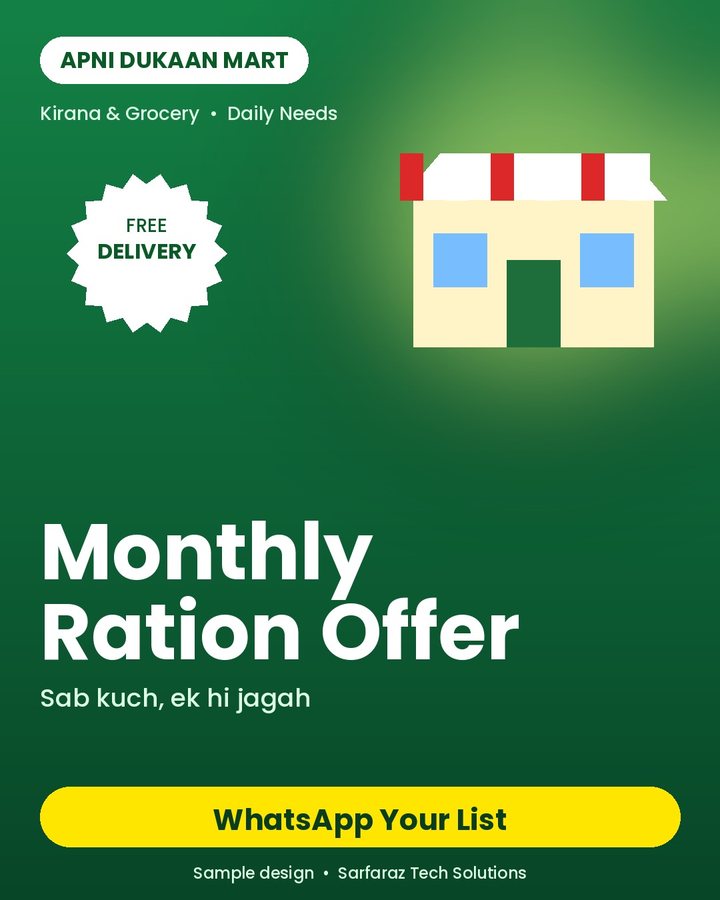 APNI DUKAAN MART
Kirana & Grocery • Daily Needs
FREE
DELIVERY
Monthly
Ration Offer
Sab kuch, ek hi jagah
WhatsApp Your List
Sample design • Sarfaraz Tech Solutions